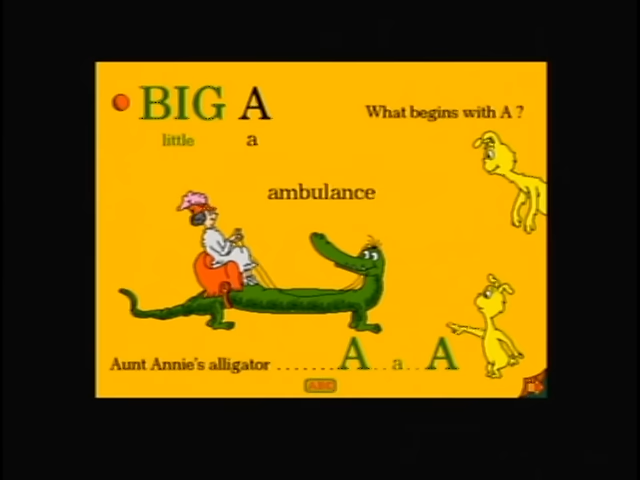 BIG A
little a
What begins with A ?
ambulance
Aunt Annie's alligator ........A..a..A
ABC